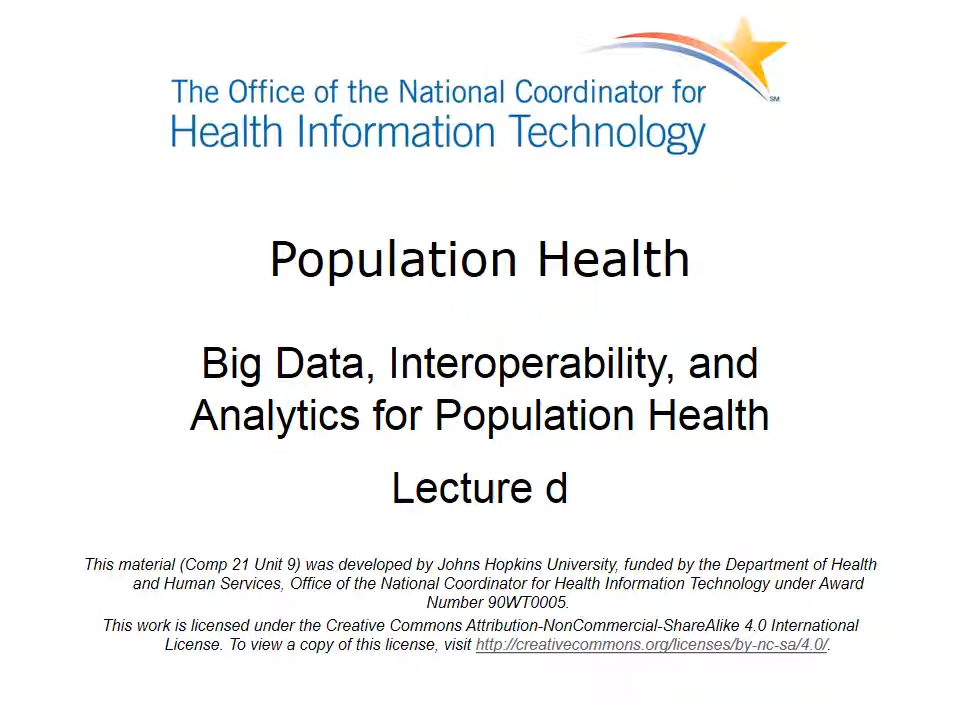 The Office of the National Coordinator for
Health Information Technology
SM
Population Health
Big Data, Interoperability, and
Analytics for Population Health
Lecture d
This material (Comp 21 Unit 9) was developed by Johns Hopkins University, funded by the Department of Health
and Human Services, Office of the National Coordinator for Health Information Technology under Award
Number 90WT0005.
This work is licensed under the Creative Commons Attribution-NonCommercial-ShareAlike 4.0 International
License. To view a copy of this license, visit http://creativecommons.org/licenses/by-nc-sa/4.0/.